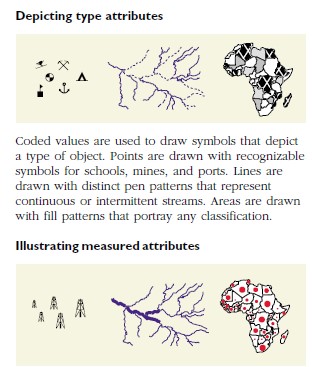 Depicting type attributes
Coded values are used to draw symbols that depict
a type of object. Points are drawn with recognizable
symbols for schools, mines, and ports. Lines are
drawn with distinct pen patterns that represent
continuous or intermittent streams. Areas are drawn
with fill patterns that portray any classification.
Illustrating measured attributes